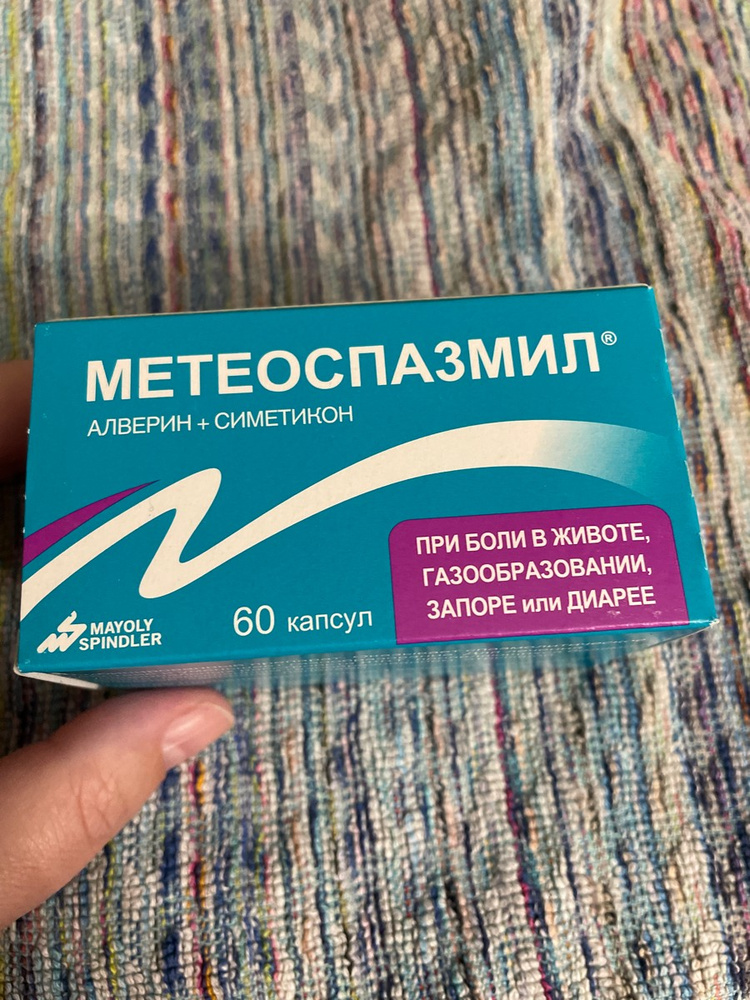 МЕТЕОСПАЗМИЛ®
АЛВЕРИН + СИМЕТИКОН
ПРИ БОЛИ В ЖИВОТЕ,
ГАЗООБРАЗОВАНИИ,
ЗАПОРЕ или ДИАРЕЕ
60 капсул
MAYOLY
SPINDLER